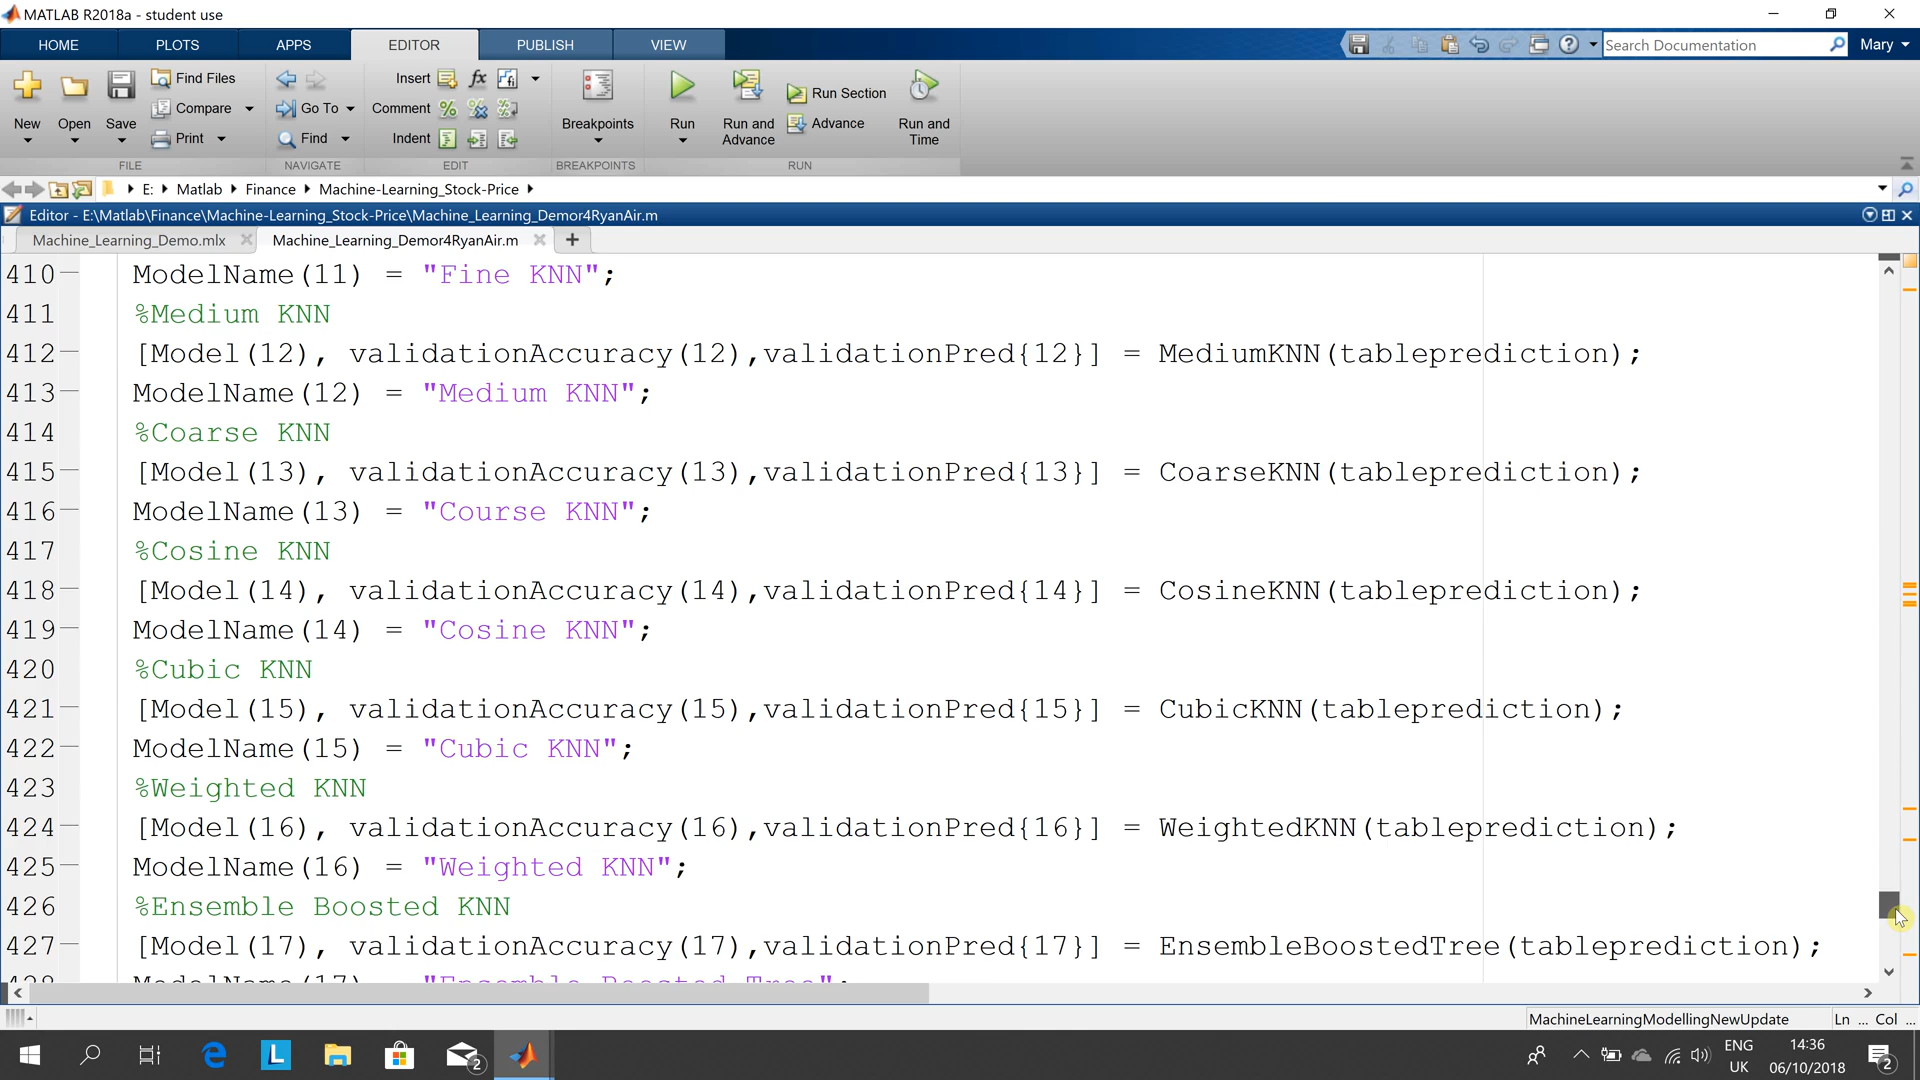 MATLAB R2018a - student use
HOME PLOTS APPS EDITOR PUBLISH VIEW
Search Documentation Mary
New Open Save Find Files Compare Print
Go To Find
Insert fx
Comment
Indent
Breakpoints
Run
Run and Advance
Run Section
Advance
Run and Time
FILE NAVIGATE EDIT BREAKPOINTS RUN
E: Matlab Finance Machine-Learning_Stock-Price
Editor - E:\Matlab\Finance\Machine-Learning_Stock-Price\Machine_Learning_Demor4RyanAir.m
Machine_Learning_Demo.mlx Machine_Learning_Demor4RyanAir.m
410 ModelName(11) = "Fine KNN";
411 %Medium KNN
412 [Model(12), validationAccuracy(12),validationPred{12}] = MediumKNN(tableprediction);
413 ModelName(12) = "Medium KNN";
414 %Coarse KNN
415 [Model(13), validationAccuracy(13),validationPred{13}] = CoarseKNN(tableprediction);
416 ModelName(13) = "Course KNN";
417 %Cosine KNN
418 [Model(14), validationAccuracy(14),validationPred{14}] = CosineKNN(tableprediction);
419 ModelName(14) = "Cosine KNN";
420 %Cubic KNN
421 [Model(15), validationAccuracy(15),validationPred{15}] = CubicKNN(tableprediction);
422 ModelName(15) = "Cubic KNN";
423 %Weighted KNN
424 [Model(16), validationAccuracy(16),validationPred{16}] = WeightedKNN(tableprediction);
425 ModelName(16) = "Weighted KNN";
426 %Ensemble Boosted KNN
427 [Model(17), validationAccuracy(17),validationPred{17}] = EnsembleBoostedTree(tableprediction);
428 ModelName(17) = "Ensemble Boosted Tree";
MachineLearningModellingNewUpdate Ln ... Col ...
L 2
ENG 14:36
UK 06/10/2018 2